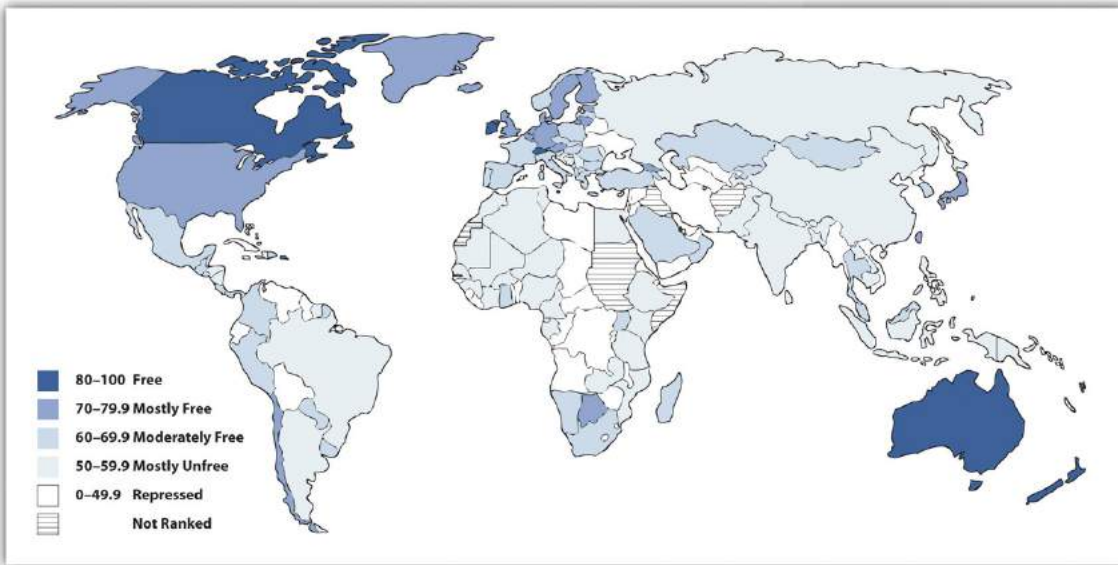 80–100 Free
70–79.9 Mostly Free
60–69.9 Moderately Free
50–59.9 Mostly Unfree
0–49.9 Repressed
Not Ranked